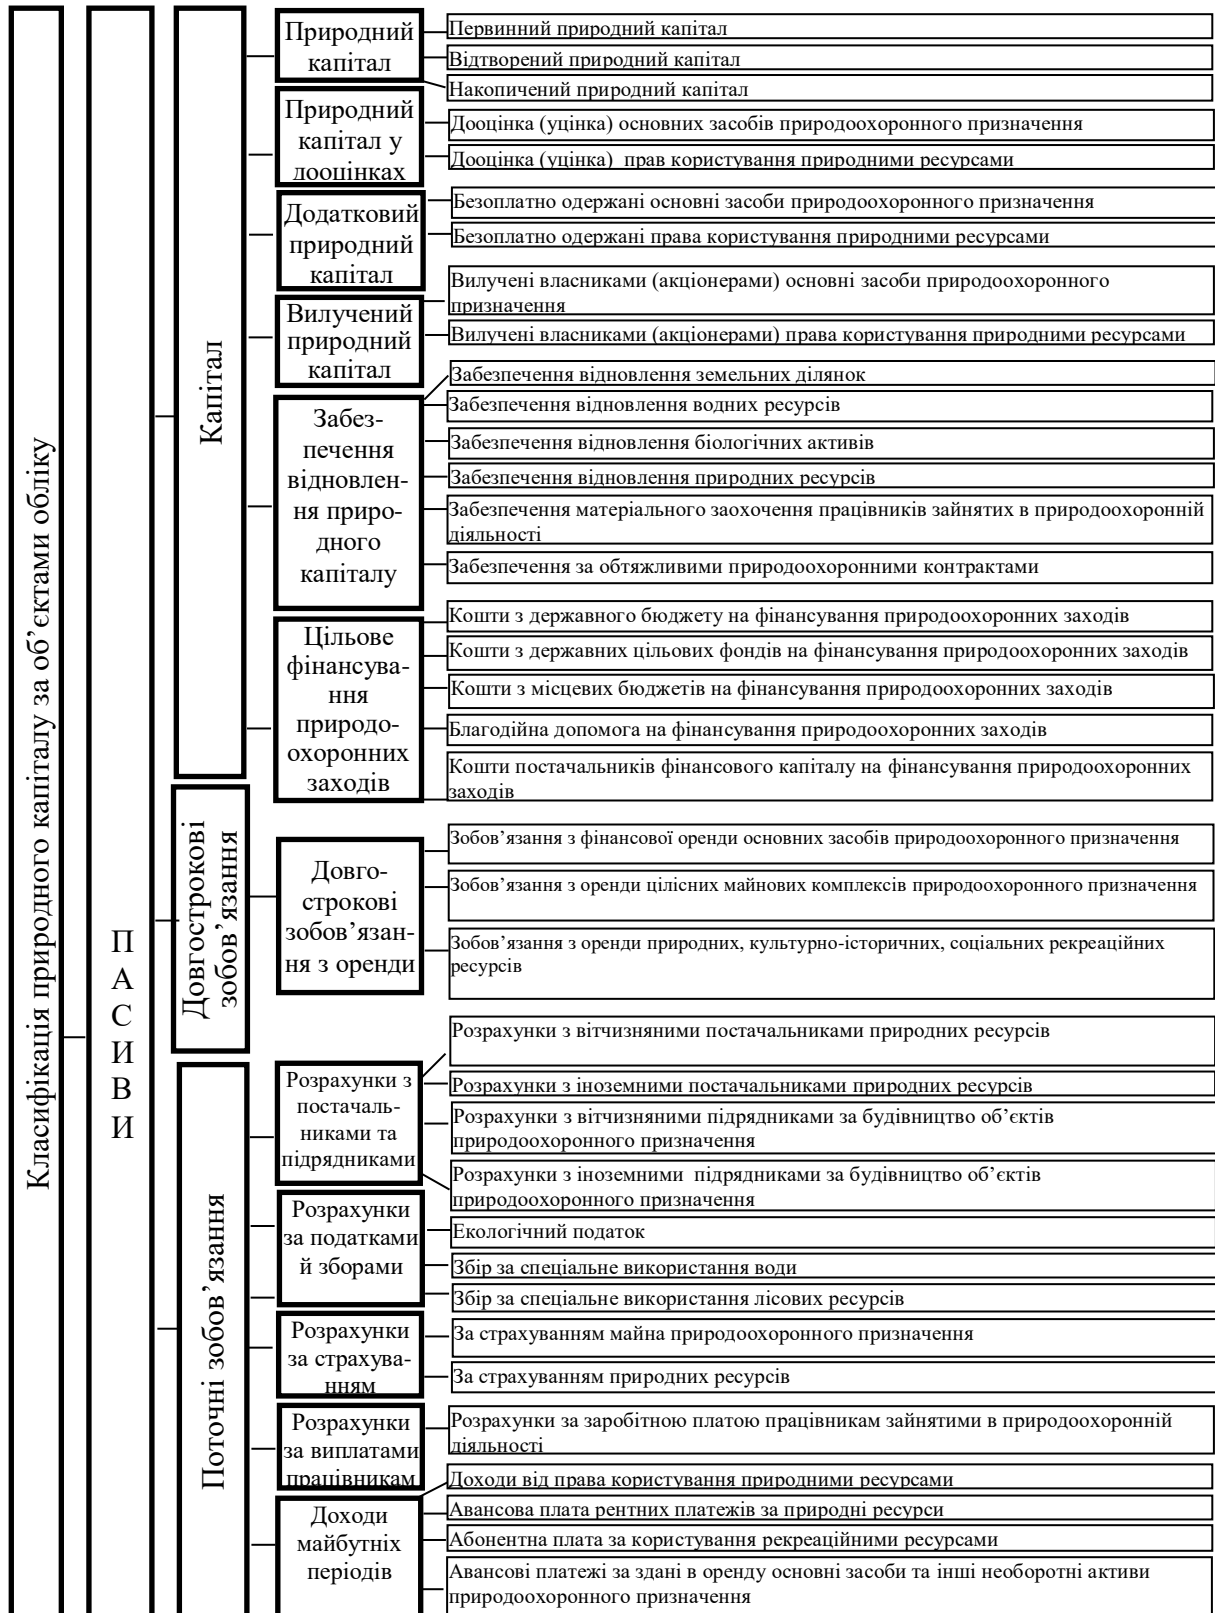 Класифікація природного капіталу за об’єктами обліку
П
А
С
И
В
И
Капітал
Природний
капітал
Первинний природний капітал
Відтворений природний капітал
Накопичений природний капітал
Природний
капітал у
дооцінках
Дооцінка (уцінка) основних засобів природоохоронного призначення
Дооцінка (уцінка) прав користування природними ресурсами
Додатковий
природний
капітал
Безоплатно одержані основні засоби природоохоронного призначення
Безоплатно одержані права користування природними ресурсами
Вилучений
природний
капітал
Вилучені власниками (акціонерами) основні засоби природоохоронного
призначення
Вилучені власниками (акціонерами) права користування природними ресурсами
Забез-
печення
відновлен-
ня приро-
дного
капіталу
Забезпечення відновлення земельних ділянок
Забезпечення відновлення водних ресурсів
Забезпечення відновлення біологічних активів
Забезпечення відновлення природних ресурсів
Забезпечення матеріального заохочення працівників зайнятих в природоохоронній
діяльності
Забезпечення за обтяжливими природоохоронними контрактами
Цільове
фінансува-
ння
природо-
охоронних
заходів
Кошти з державного бюджету на фінансування природоохоронних заходів
Кошти з державних цільових фондів на фінансування природоохоронних заходів
Кошти з місцевих бюджетів на фінансування природоохоронних заходів
Благодійна допомога на фінансування природоохоронних заходів
Кошти постачальників фінансового капіталу на фінансування природоохоронних
заходів
Довгострокові
зобов’язання
Довго-
строкові
зобов’язан-
ня з оренди
Зобов’язання з фінансової оренди основних засобів природоохоронного призначення
Зобов’язання з оренди цілісних майнових комплексів природоохоронного призначення
Зобов’язання з оренди природних, культурно-історичних, соціальних рекреаційних
ресурсів
Поточні зобов’язання
Розрахунки з
постачаль-
никами та
підрядниками
Розрахунки з вітчизняними постачальниками природних ресурсів
Розрахунки з іноземними постачальниками природних ресурсів
Розрахунки з вітчизняними підрядниками за будівництво об’єктів
природоохоронного призначення
Розрахунки з іноземними підрядниками за будівництво об’єктів
природоохоронного призначення
Розрахунки
за податками
й зборами
Екологічний податок
Збір за спеціальне використання води
Збір за спеціальне використання лісових ресурсів
Розрахунки
за страхува-
нням
За страхуванням майна природоохоронного призначення
За страхуванням природних ресурсів
Розрахунки
за виплатами
працівникам
Розрахунки за заробітною платою працівникам зайнятими в природоохоронній
діяльності
Доходи
майбутніх
періодів
Доходи від права користування природними ресурсами
Авансова плата рентних платежів за природні ресурси
Абонентна плата за користування рекреаційними ресурсами
Авансові платежі за здані в оренду основні засоби та інші необоротні активи
природоохоронного призначення